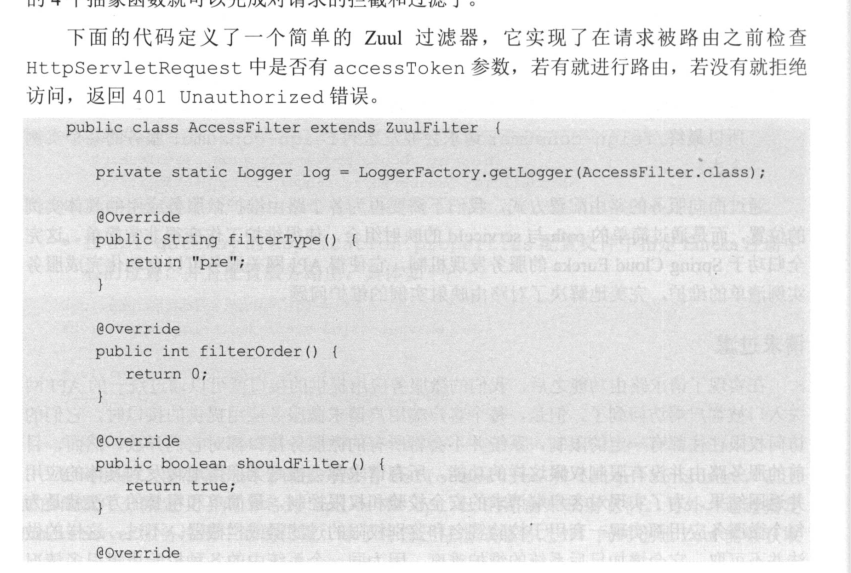 的 4 个抽象函数就可以完成对请求的拦截和过滤了。
下面的代码定义了一个简单的 Zuul 过滤器，它实现了在请求被路由之前检查
HttpServletRequest 中是否有 accessToken 参数，若有就进行路由，若没有就拒绝
访问，返回 401 Unauthorized 错误。
public class AccessFilter extends ZuulFilter {
private static Logger log = LoggerFactory.getLogger(AccessFilter.class);
@Override
public string filterType() {
return "pre";
}
@Override
public int filterOrder() {
return 0;
}
@Override
public boolean shouldFilter() {
return true;
}
@Override